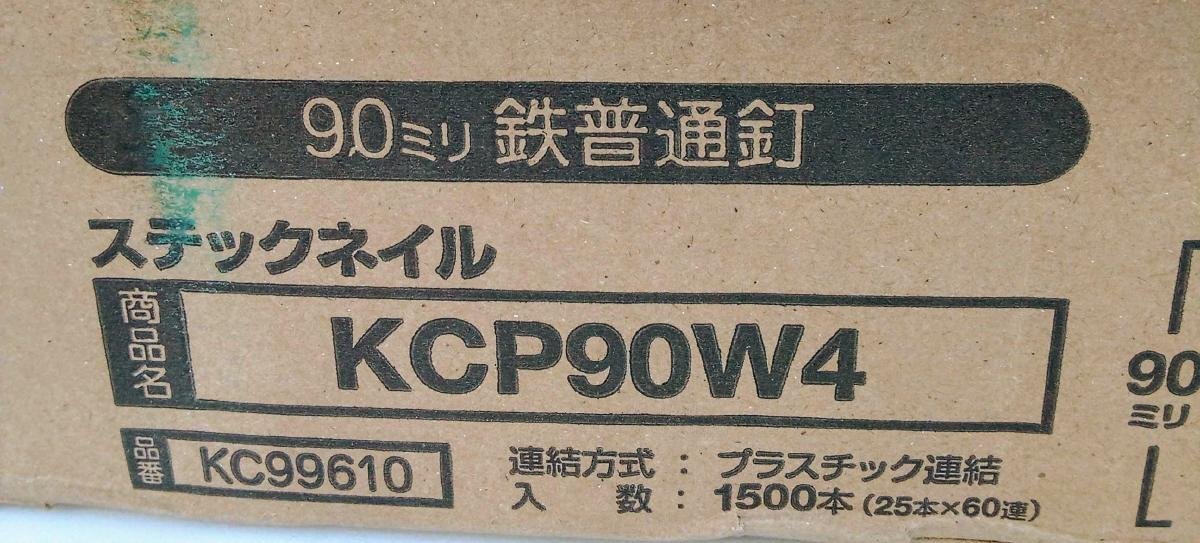 90ミリ 鉄普通釘
スチックネイル
商品名 KCP90W4
品番 KC99610
連結方式：プラスチック連結
入　数：1500本(25本×60連)
90
ミリ